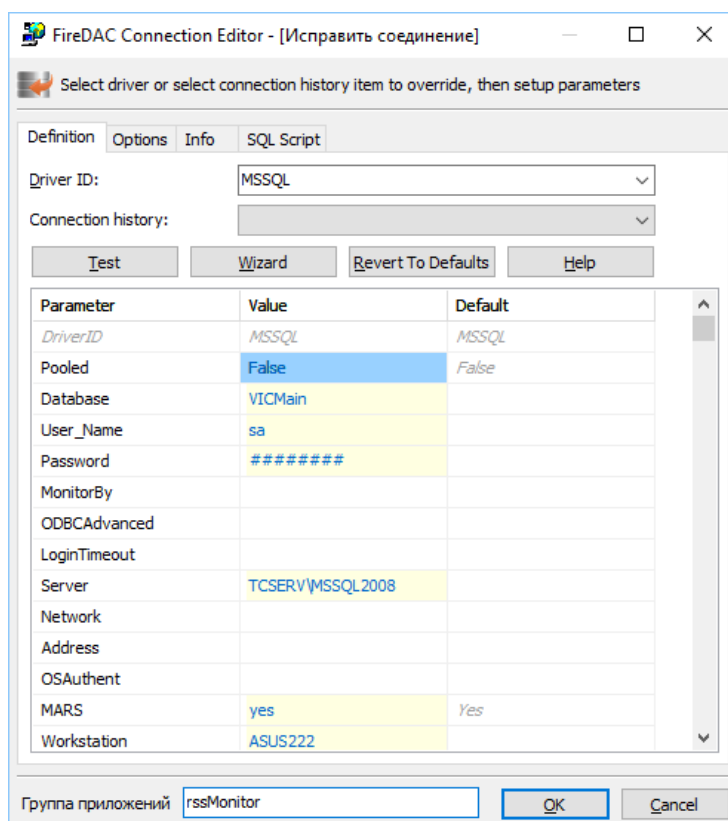 FireDAC Connection Editor - [Исправить соединение]
Select driver or select connection history item to override, then setup parameters
Definition Options Info SQL Script
Driver ID: MSSQL
Connection history:
Test Wizard Revert To Defaults Help
Parameter Value Default
DriverID MSSQL MSSQL
Pooled False False
Database VICMain
User_Name sa
Password ########
MonitorBy
ODBCAdvanced
LoginTimeout
Server TCSERV\MSSQL2008
Network
Address
OSAuthent
MARS yes Yes
Workstation ASUS222
Группа приложений rssMonitor OK Cancel